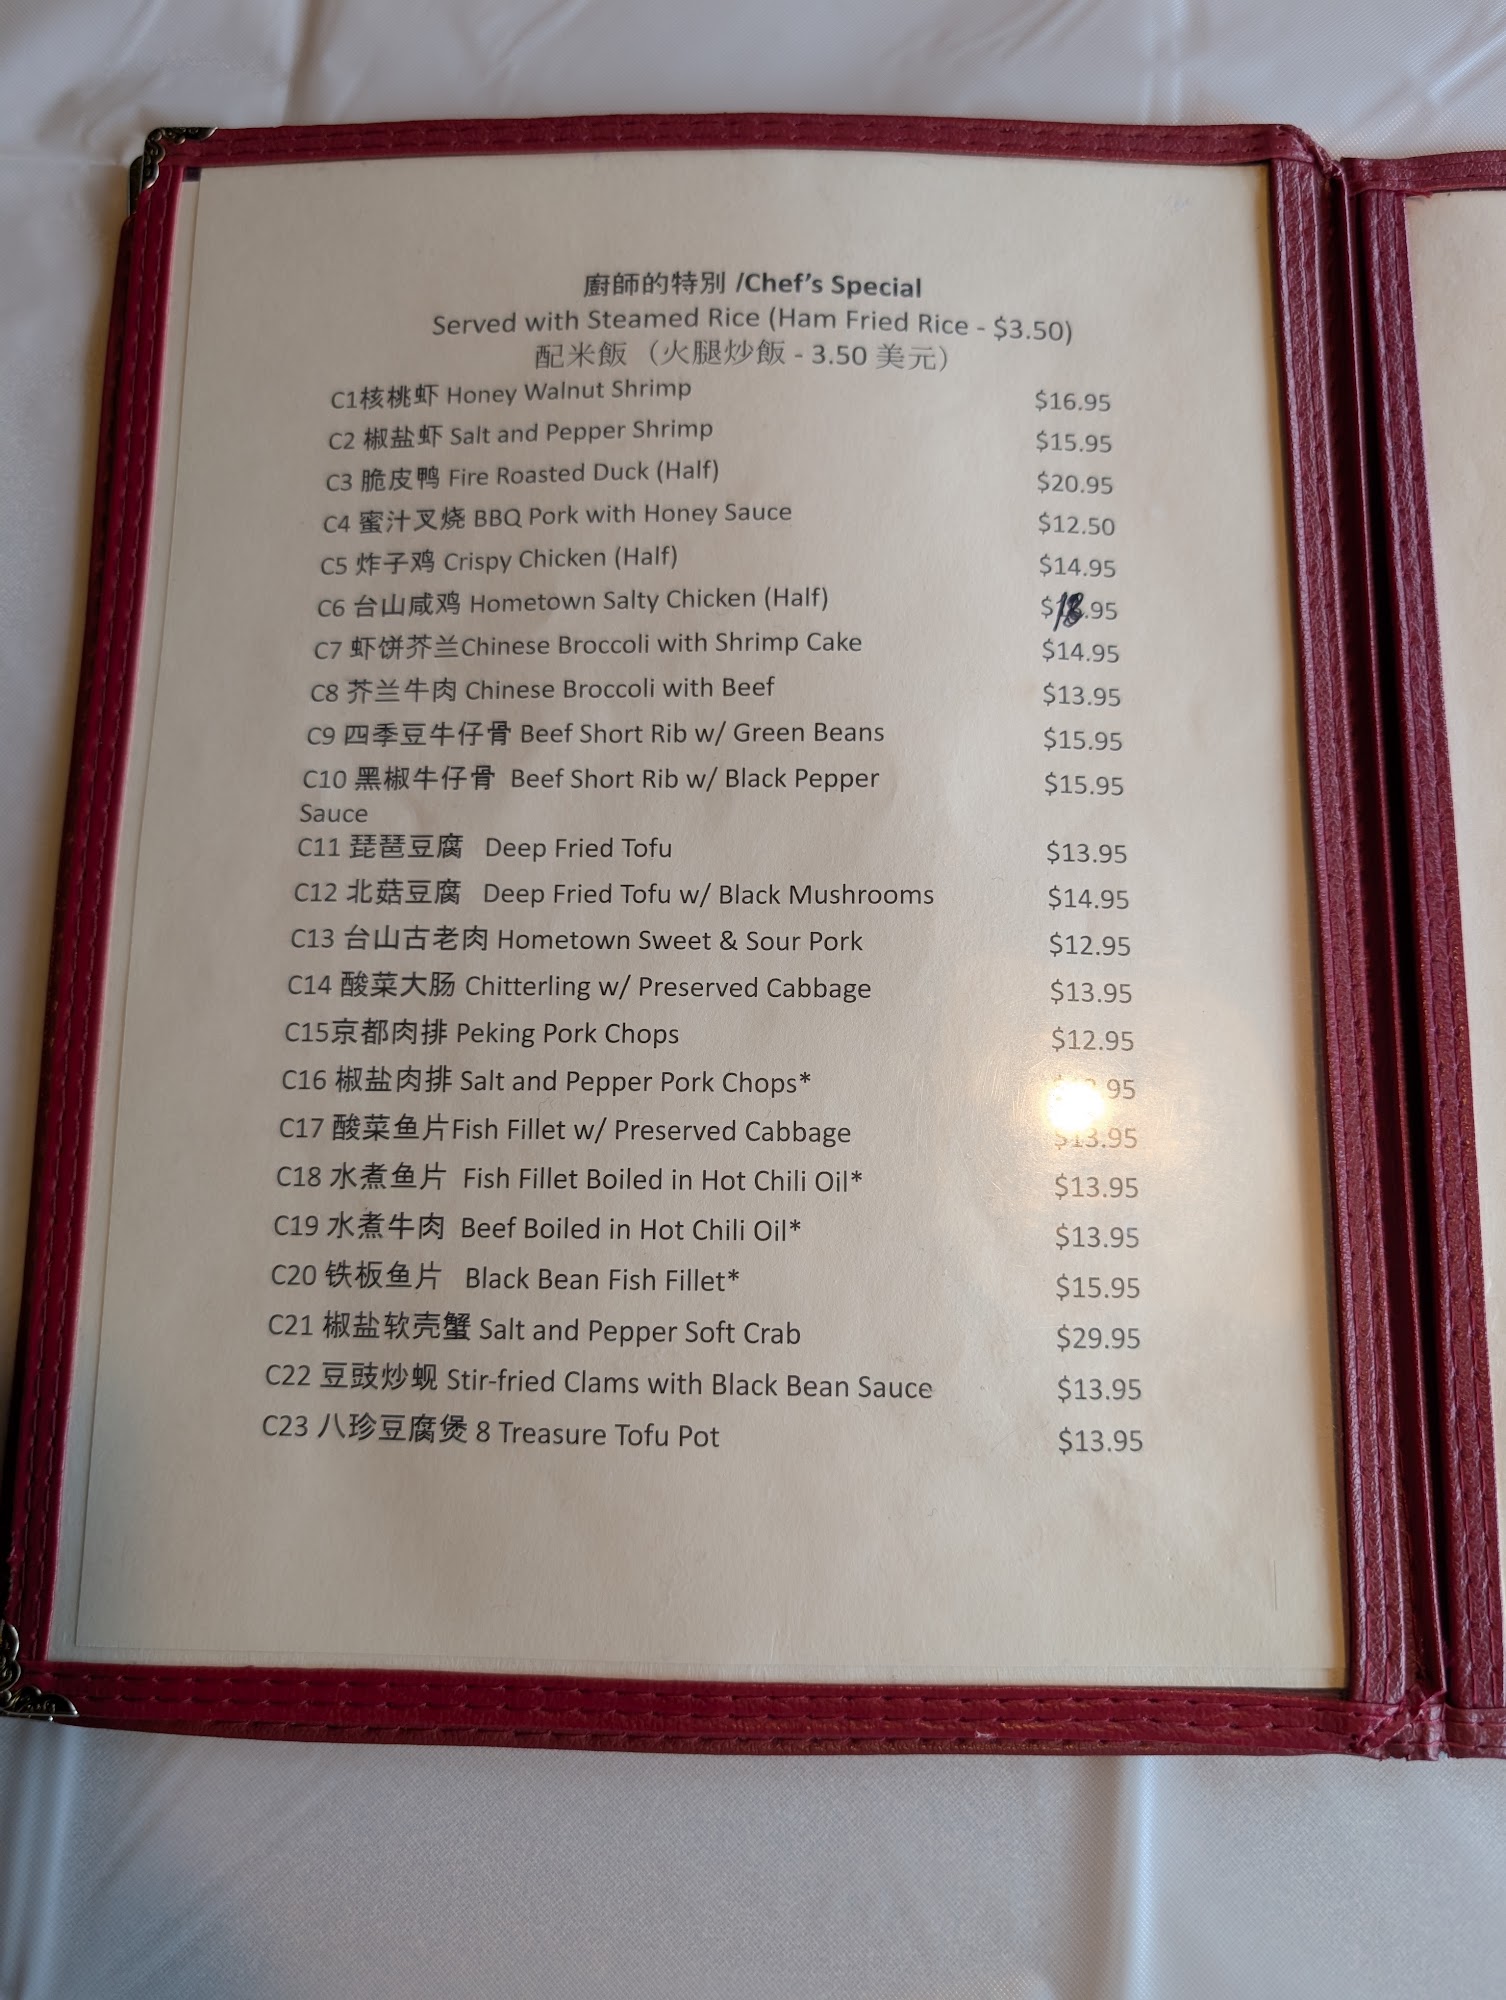 廚師的特別 /Chef's Special
Served with Steamed Rice (Ham Fried Rice - $3.50)
配米飯（火腿炒飯 - 3.50 美元）
C1核桃虾 Honey Walnut Shrimp $16.95
C2 椒盐虾 Salt and Pepper Shrimp $15.95
C3 脆皮鸭 Fire Roasted Duck (Half) $20.95
C4 蜜汁叉烧 BBQ Pork with Honey Sauce $12.50
C5 炸子鸡 Crispy Chicken (Half) $14.95
C6 台山咸鸡 Hometown Salty Chicken (Half) $18.95
C7 虾饼芥兰Chinese Broccoli with Shrimp Cake $14.95
C8 芥兰牛肉 Chinese Broccoli with Beef $13.95
C9 四季豆牛仔骨 Beef Short Rib w/ Green Beans $15.95
C10 黑椒牛仔骨 Beef Short Rib w/ Black Pepper $15.95
Sauce
C11 琵琶豆腐 Deep Fried Tofu $13.95
C12 北菇豆腐 Deep Fried Tofu w/ Black Mushrooms $14.95
C13 台山古老肉 Hometown Sweet & Sour Pork $12.95
C14 酸菜大肠 Chitterling w/ Preserved Cabbage $13.95
C15京都肉排 Peking Pork Chops $12.95
C16 椒盐肉排 Salt and Pepper Pork Chops*
C17 酸菜鱼片Fish Fillet w/ Preserved Cabbage $13.95
C18 水煮鱼片 Fish Fillet Boiled in Hot Chili Oil* $13.95
C19 水煮牛肉 Beef Boiled in Hot Chili Oil* $13.95
C20 铁板鱼片 Black Bean Fish Fillet* $15.95
C21 椒盐软壳蟹 Salt and Pepper Soft Crab $29.95
C22 豆豉炒蚬 Stir-fried Clams with Black Bean Sauce $13.95
C23 八珍豆腐煲 8 Treasure Tofu Pot $13.95